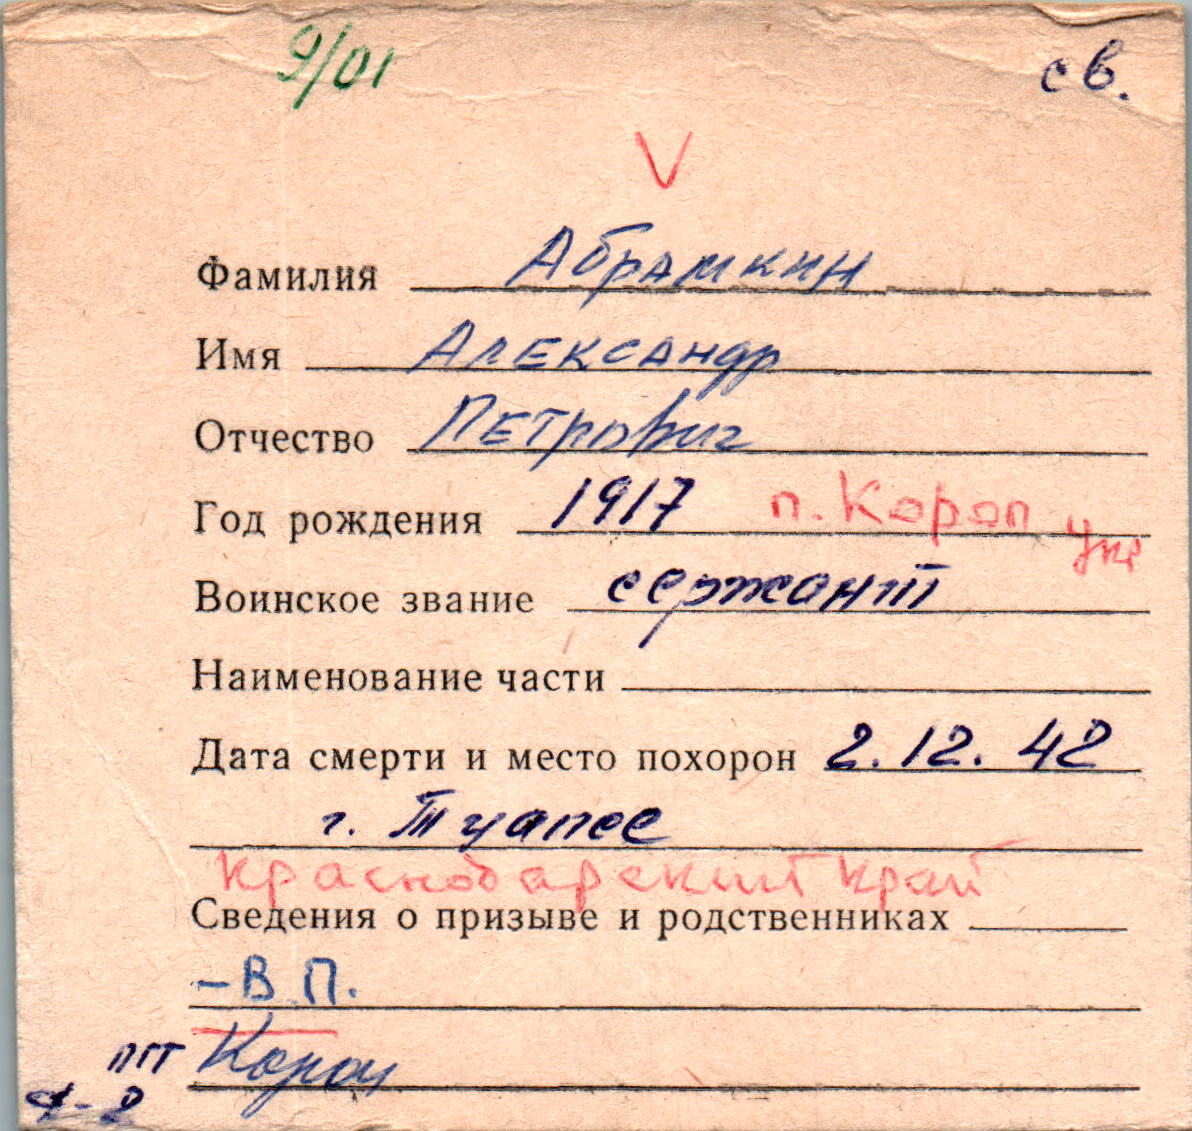 9/01 св.
V
Фамилия Абрамкин
Имя Александр
Отчество Петрович
Год рождения 1917 п. Короп
Укр
Воинское звание сержант
Наименование части
Дата смерти и место похорон 2.12.42
г. Туапсе
Краснодарский край
Сведения о призыве и родственниках
–В.П.
пгт Короп